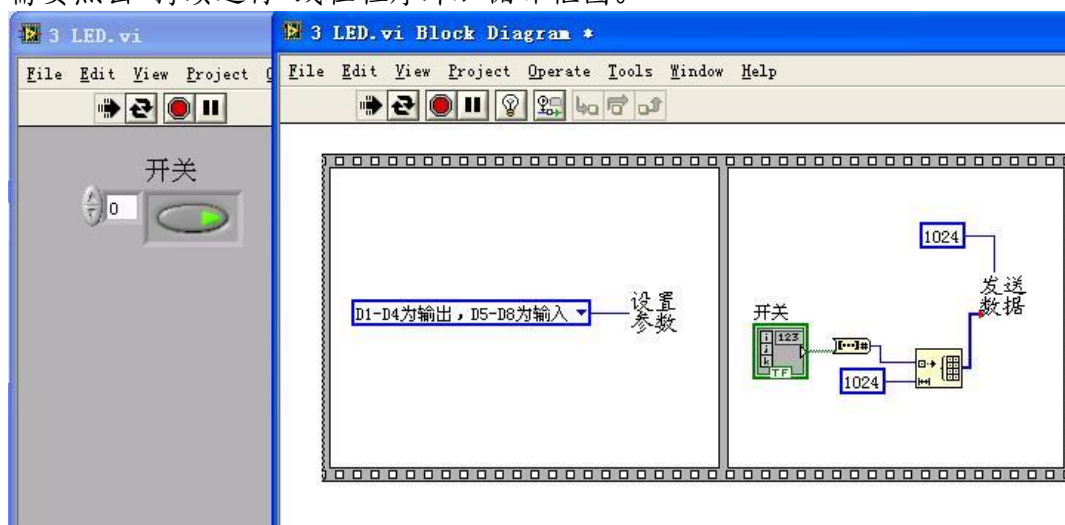 3 LED.vi
File Edit View Project
开关
0
3 LED.vi Block Diagram *
File Edit View Project Operate Tools Window Help
D1-D4为输出，D5-D8为输入
设置
参数
1024
发送
数据
开关
i
j
k
123
TF
[...]#
1024